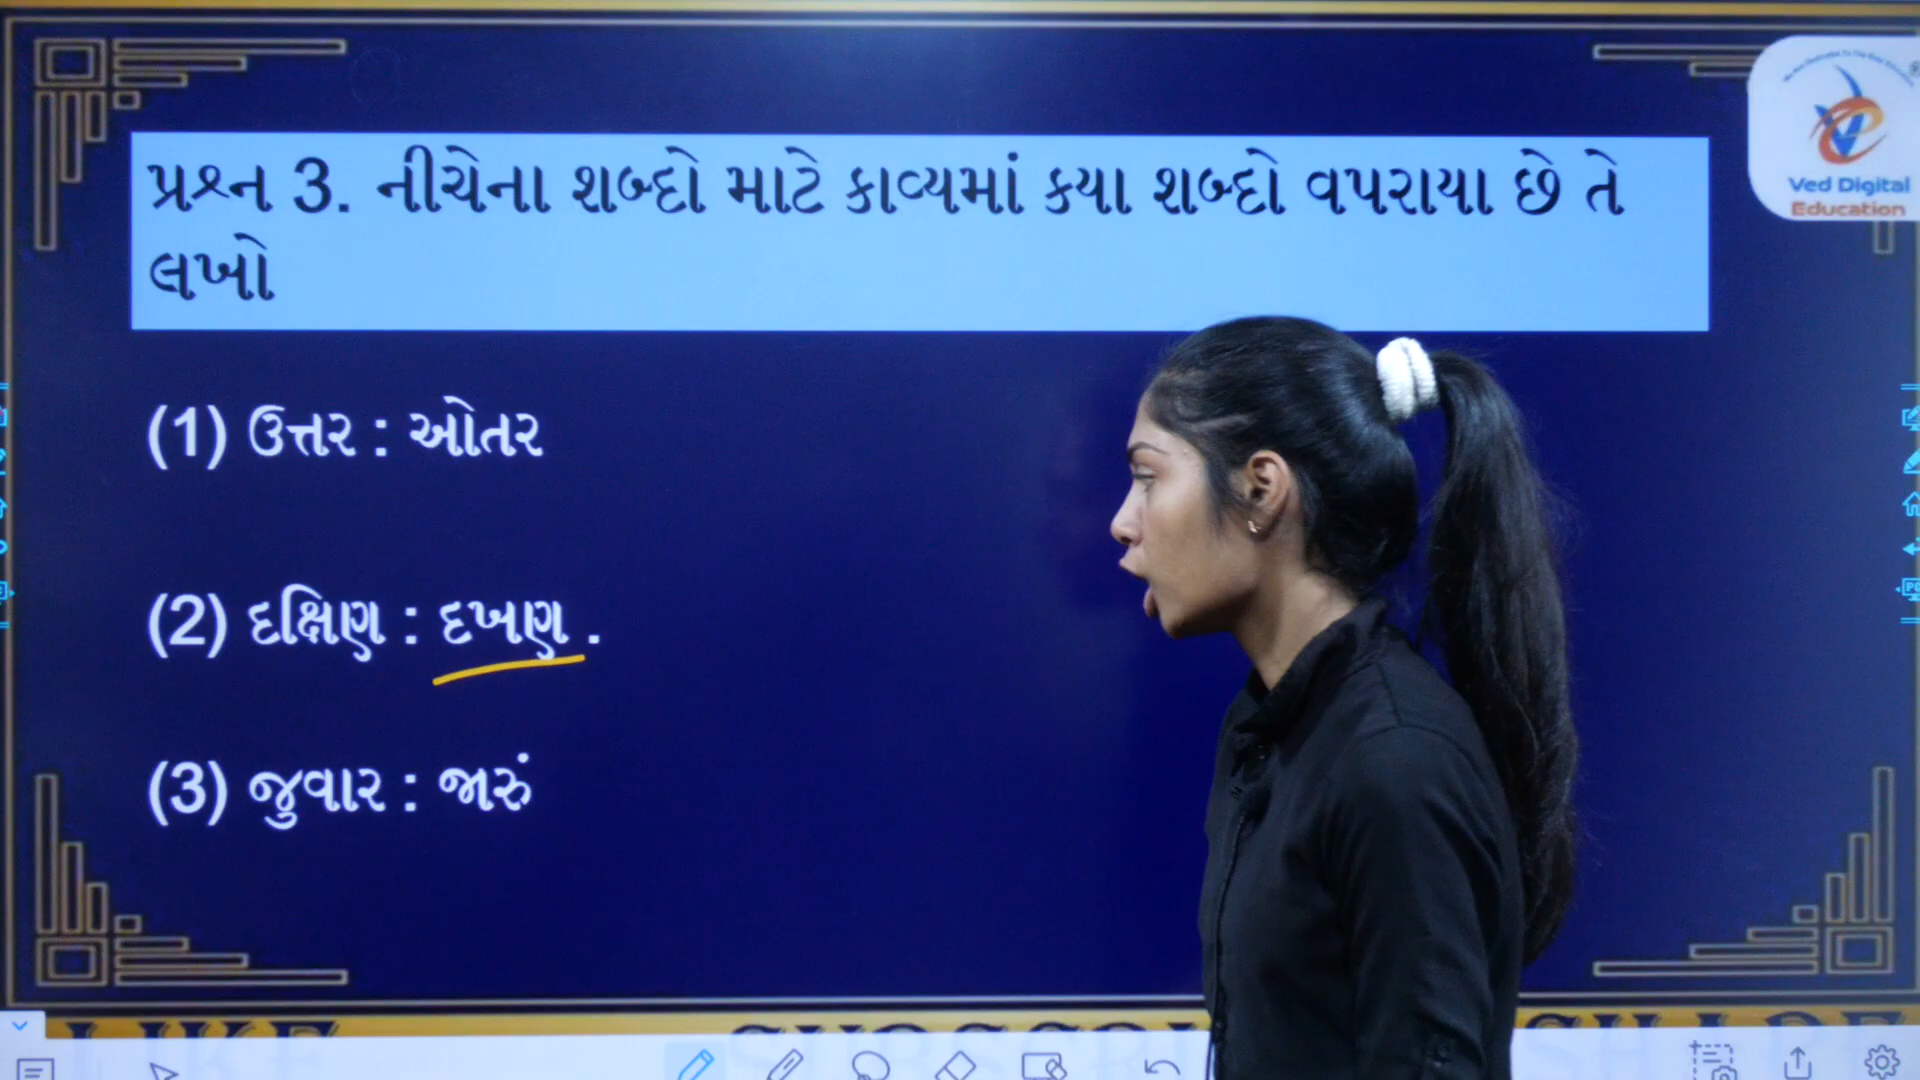 પ્રશ્ન 3. નીચેના શબ્દો માટે કાવ્યમાં કયા શબ્દો વપરાયા છે તે
લખો
Ved Digital
Education
(1) ઉત્તર : ઓતર
(2) દક્ષિણ : દખણ .
(3) જુવાર : જારું